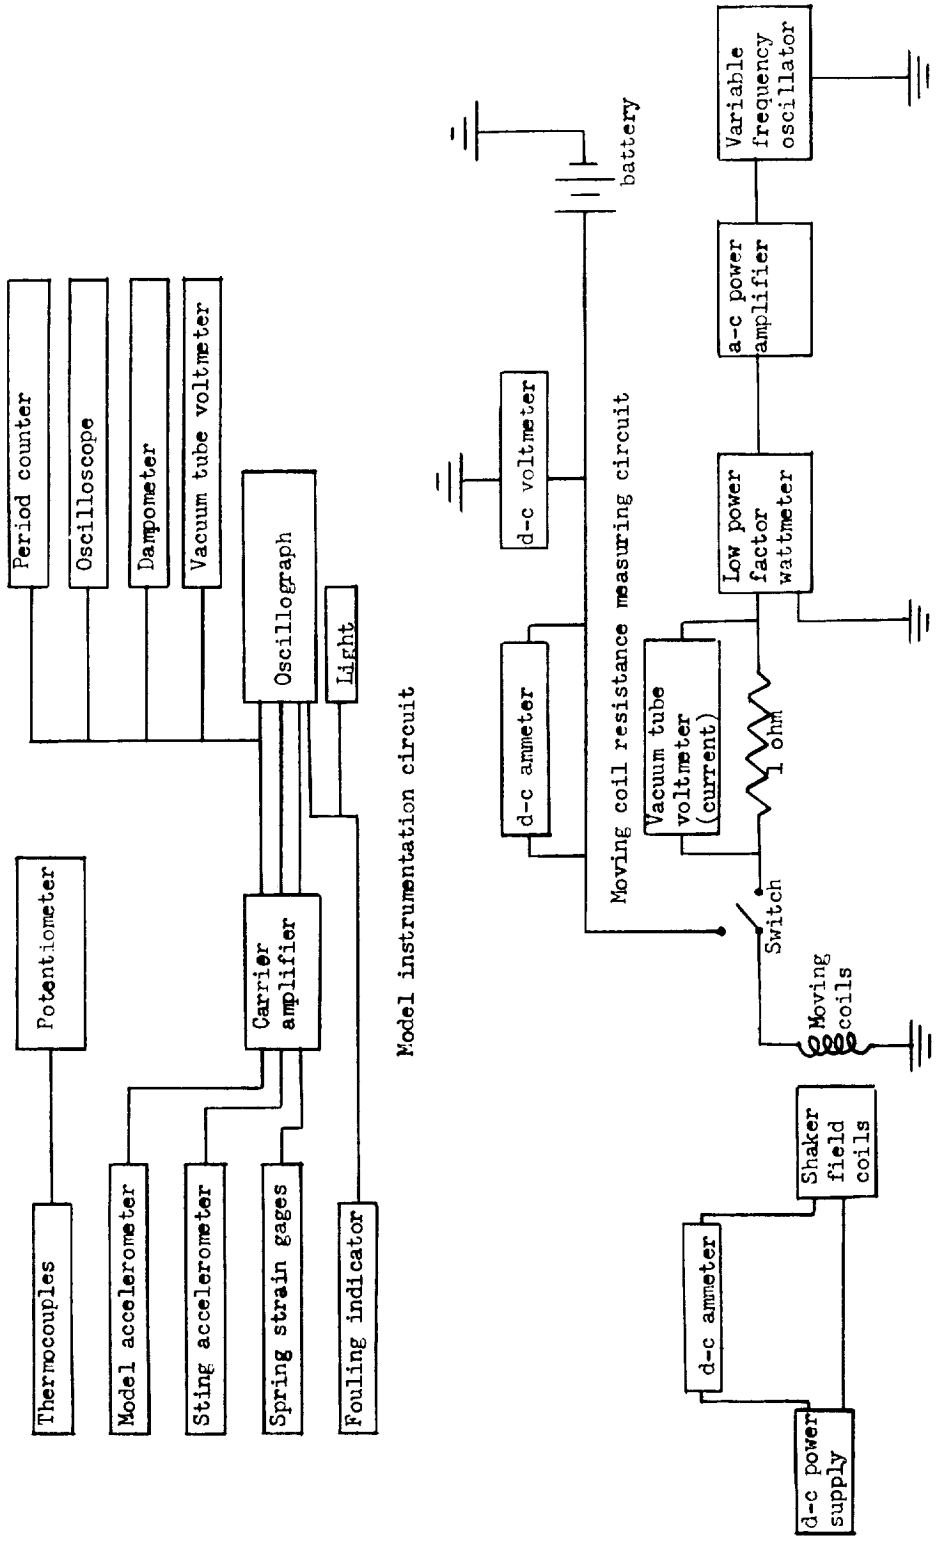 Thermocouples
Potentiometer
Period counter
Oscilloscope
Dampometer
Vacuum tube voltmeter
Model accelerometer
Sting accelerometer
Spring strain gages
Fouling indicator
Carrier
amplifier
Oscillograph
Light
Model instrumentation circuit
d-c ammeter
d-c voltmeter
battery
Moving coil resistance measuring circuit
d-c power
supply
d-c ammeter
Shaker
field
coils
Moving
coils
Switch
Vacuum tube
voltmeter
(current)
1 ohm
Low power
factor
wattmeter
a-c power
amplifier
Variable
frequency
oscillator